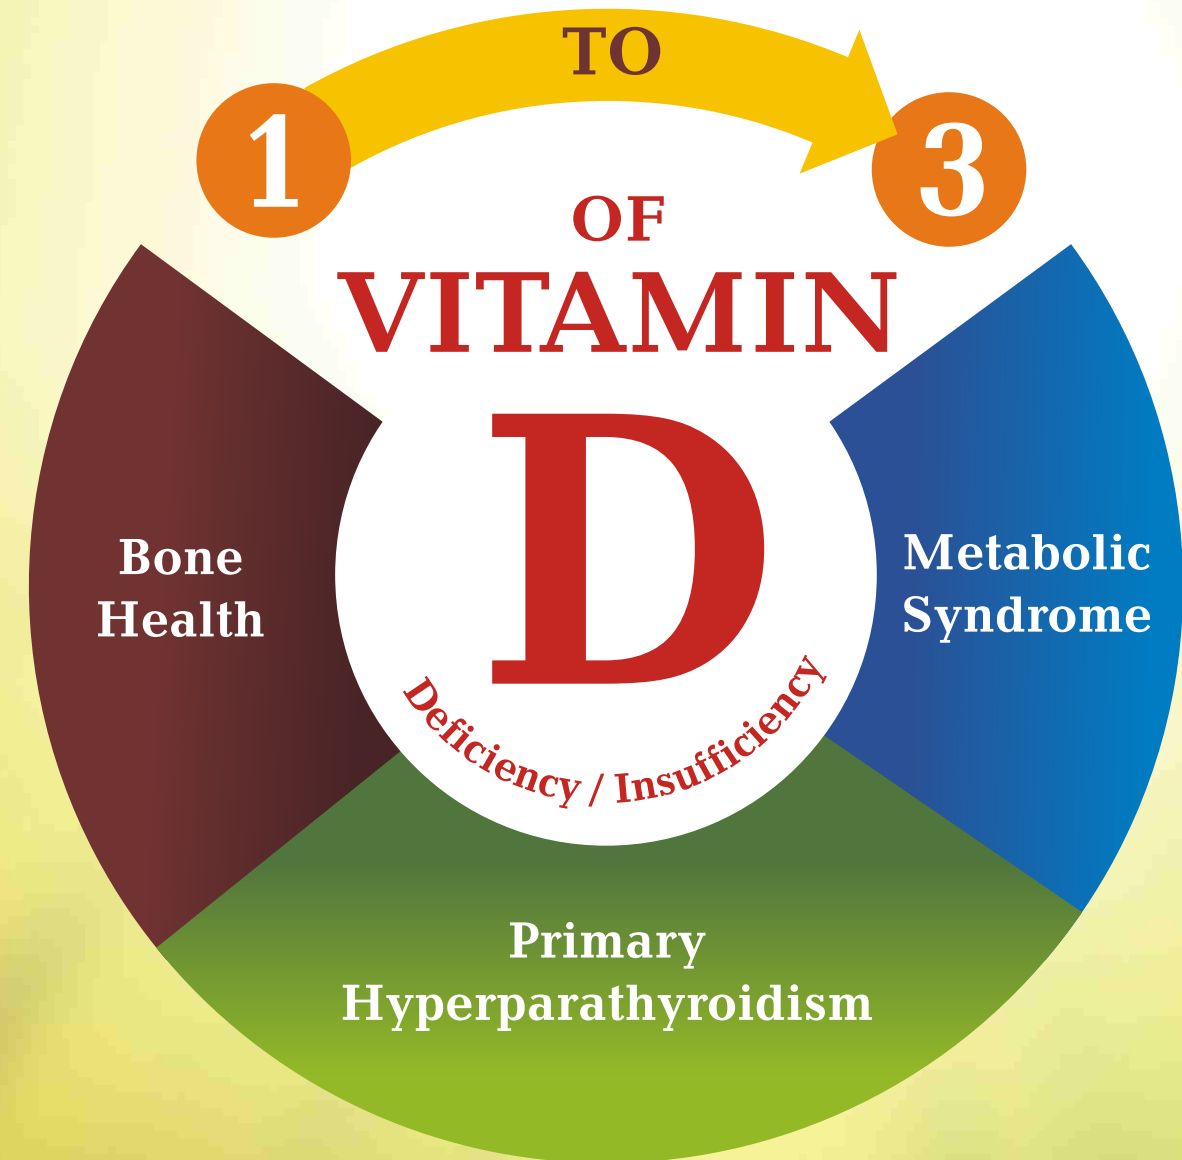 1
TO
3
OF
VITAMIN
D
Deficiency / Insufficiency
Bone
Health
Primary
Hyperparathyroidism
Metabolic
Syndrome